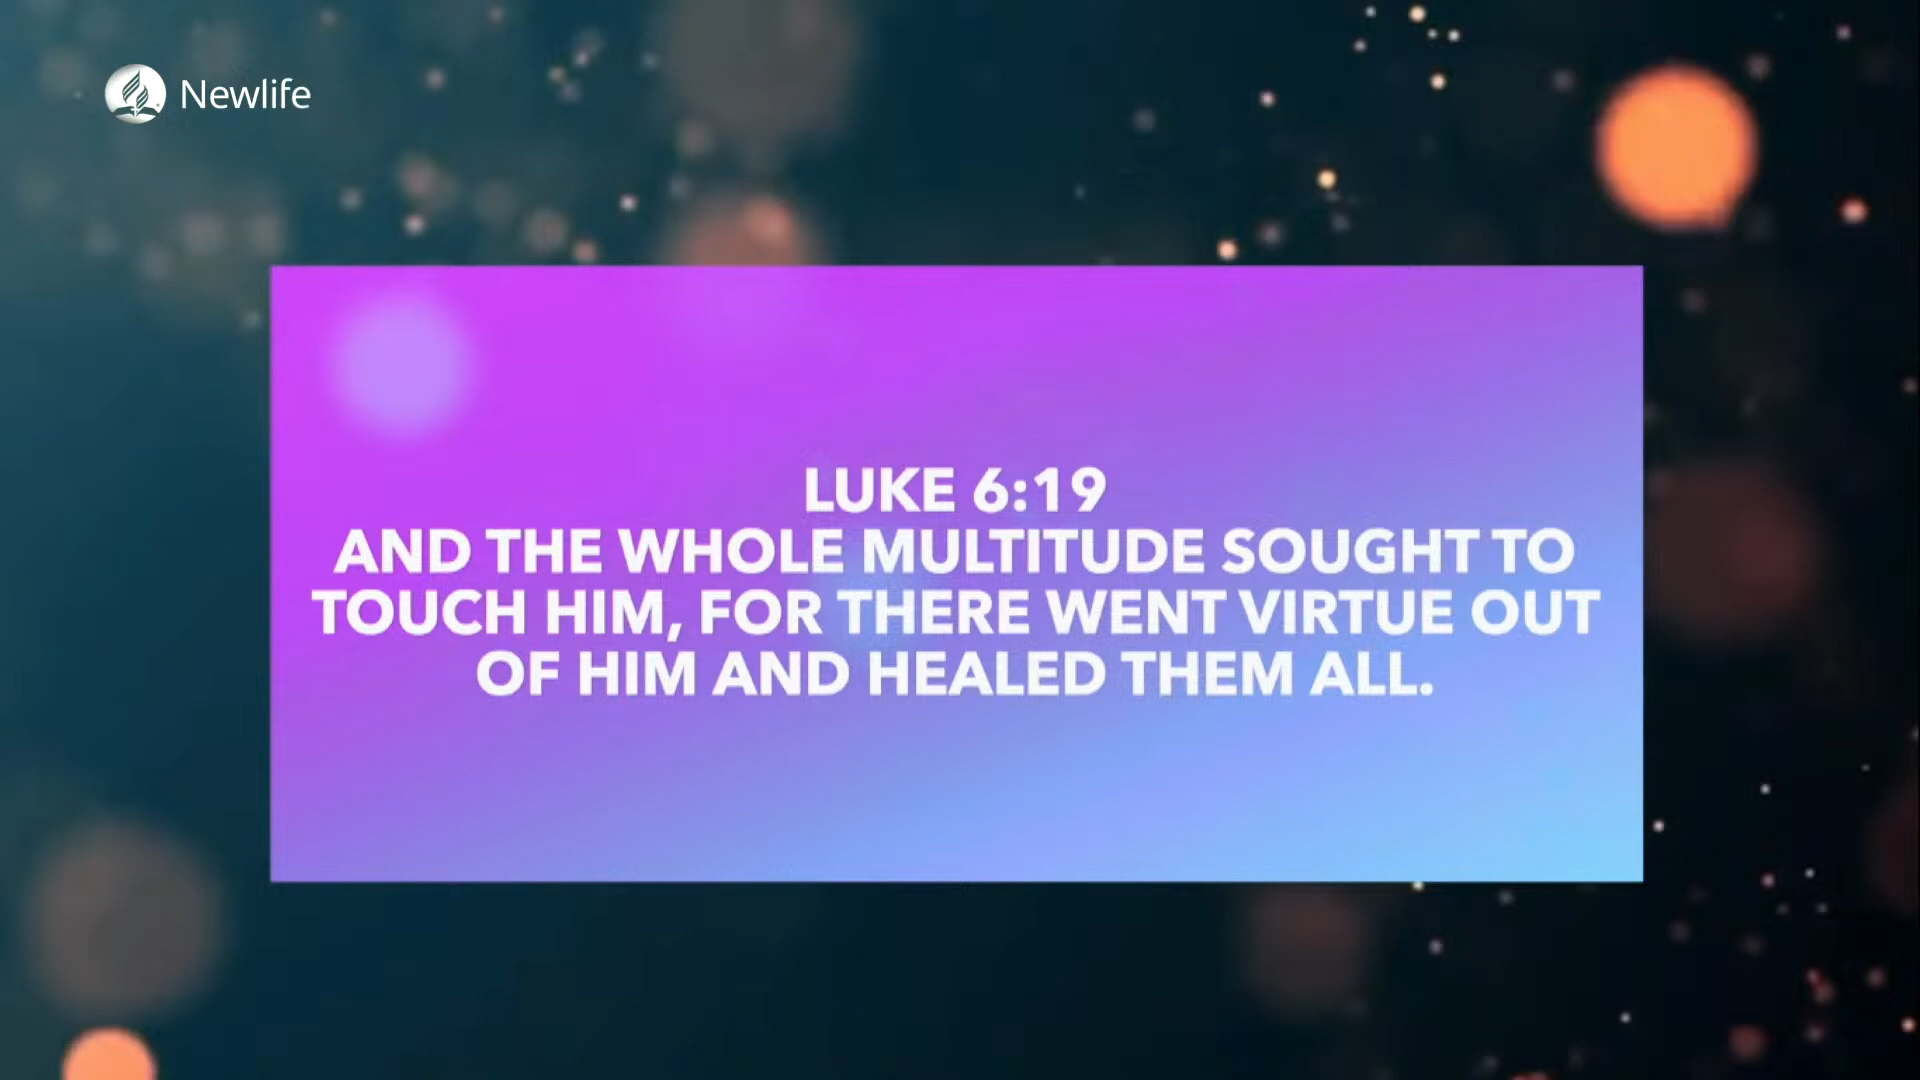 Newlife
LUKE 6:19
AND THE WHOLE MULTITUDE SOUGHT TO
TOUCH HIM, FOR THERE WENT VIRTUE OUT
OF HIM AND HEALED THEM ALL.